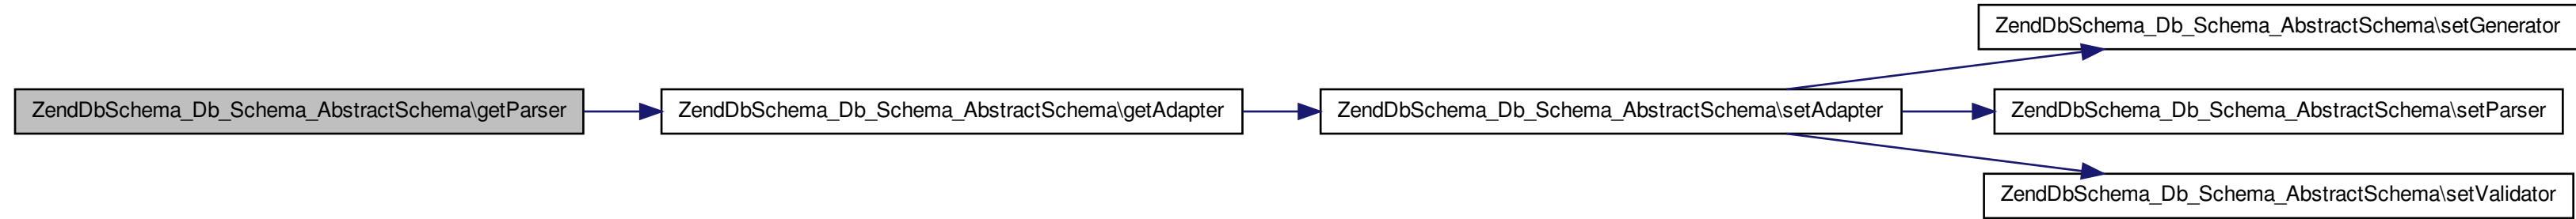 ZendDbSchema_Db_Schema_AbstractSchema\getParser
ZendDbSchema_Db_Schema_AbstractSchema\getAdapter
ZendDbSchema_Db_Schema_AbstractSchema\setAdapter
ZendDbSchema_Db_Schema_AbstractSchema\setGenerator
ZendDbSchema_Db_Schema_AbstractSchema\setParser
ZendDbSchema_Db_Schema_AbstractSchema\setValidator